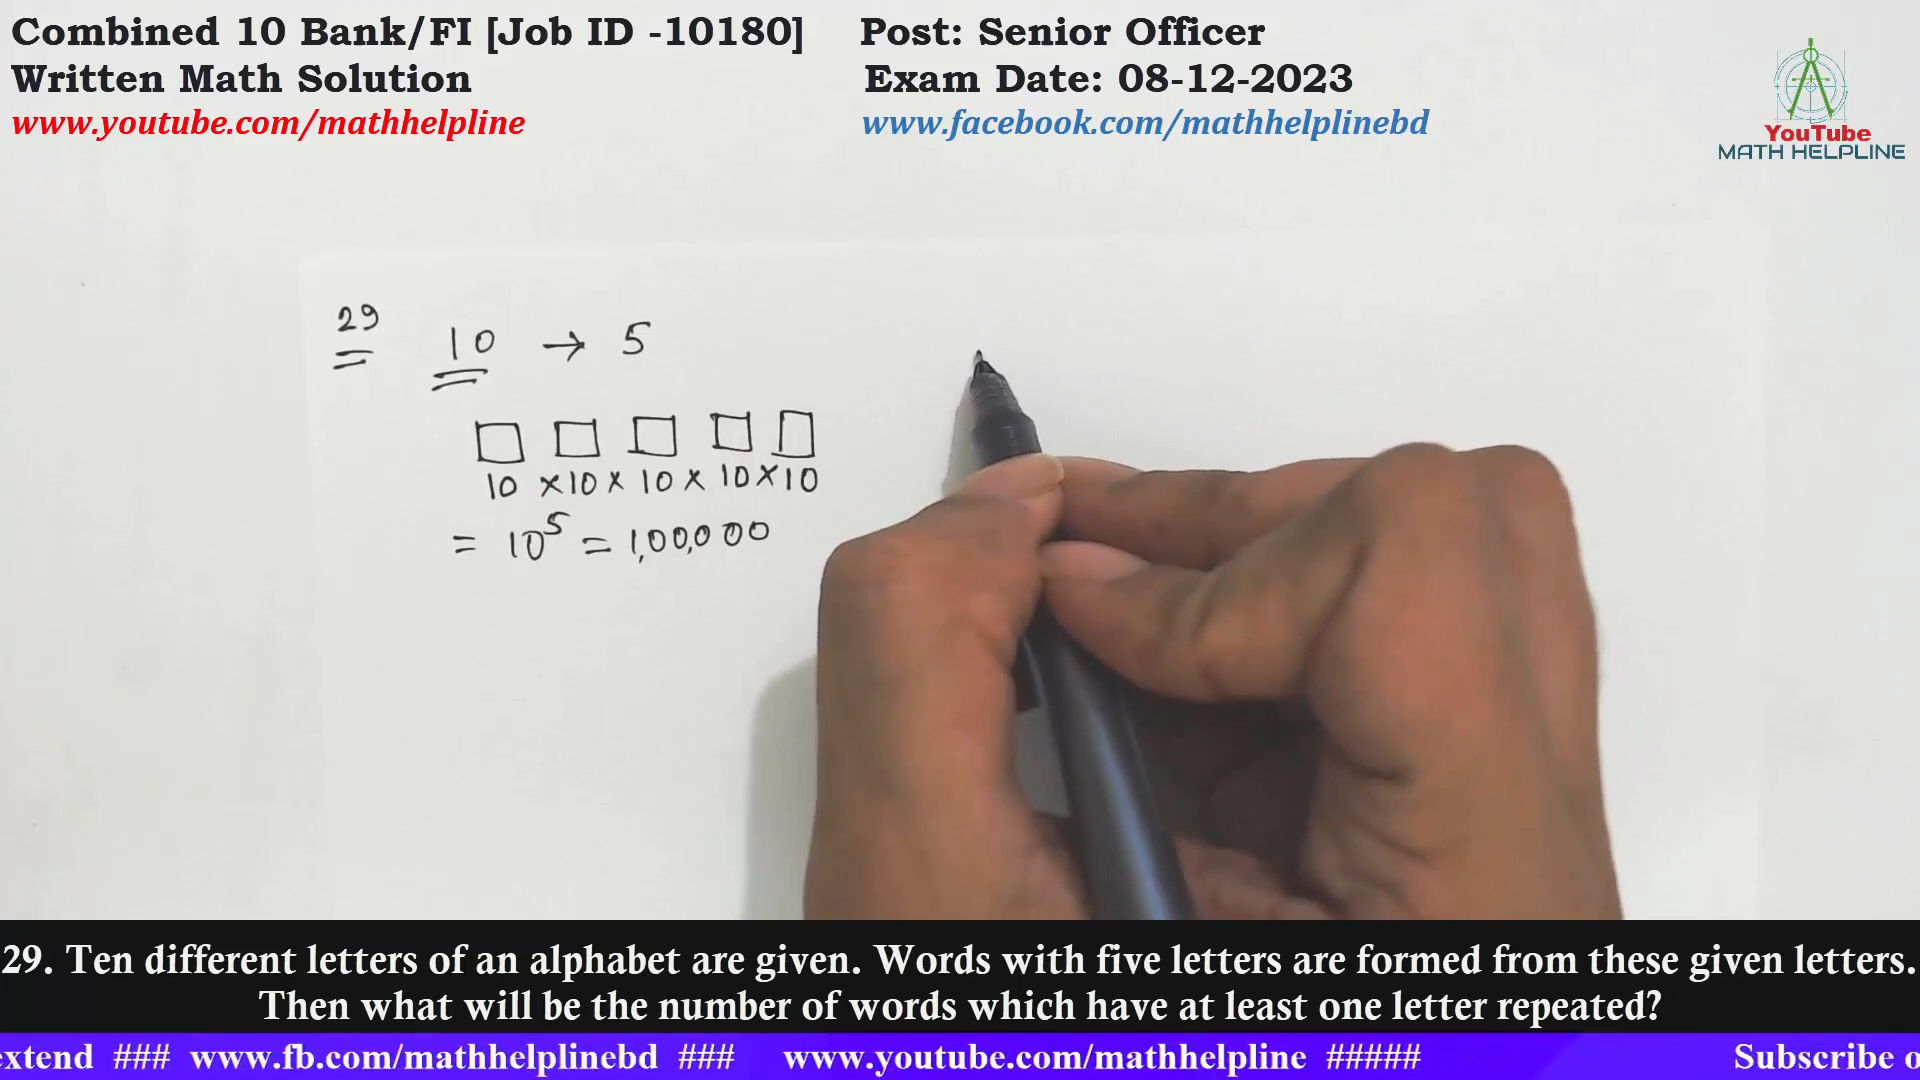 Combined 10 Bank/FI [Job ID -10180] Post: Senior Officer
Written Math Solution Exam Date: 08-12-2023
www.youtube.com/mathhelpline www.facebook.com/mathhelplinebd
YouTube
MATH HELPLINE
29 10 → 5
10 × 10 × 10 × 10 × 10
= 10⁵ = 1,00,000
29. Ten different letters of an alphabet are given. Words with five letters are formed from these given letters.
Then what will be the number of words which have at least one letter repeated?
extend ### www.fb.com/mathhelplinebd ### www.youtube.com/mathhelpline ##### Subscribe o